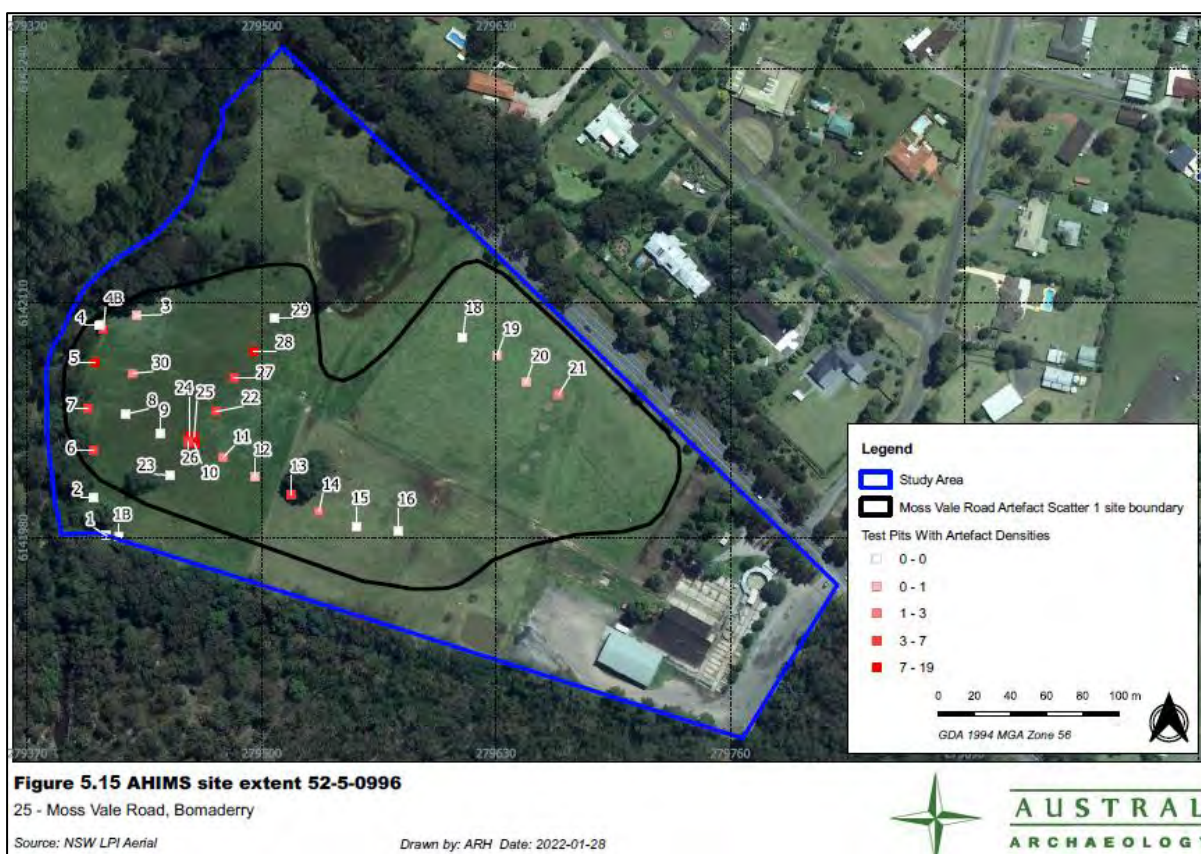 279370
279500
279630
6142240
6142110
6141980
4B
4
3
29
18
19
20
21
5
30
28
27
7
8
9
24
25
22
6
26
10
11
12
23
13
14
15
16
2
1
1B
Legend
Study Area
Moss Vale Road Artefact Scatter 1 site boundary
Test Pits With Artefact Densities
0 - 0
0 - 1
1 - 3
3 - 7
7 - 19
0 20 40 60 80 100 m
GDA 1994 MGA Zone 56
279370
279500
279630
279760
Figure 5.15 AHIMS site extent 52-5-0996
25 - Moss Vale Road, Bomaderry
Source: NSW LPI Aerial
Drawn by: ARH Date: 2022-01-28
AUSTRAL
ARCHAEOLOGY